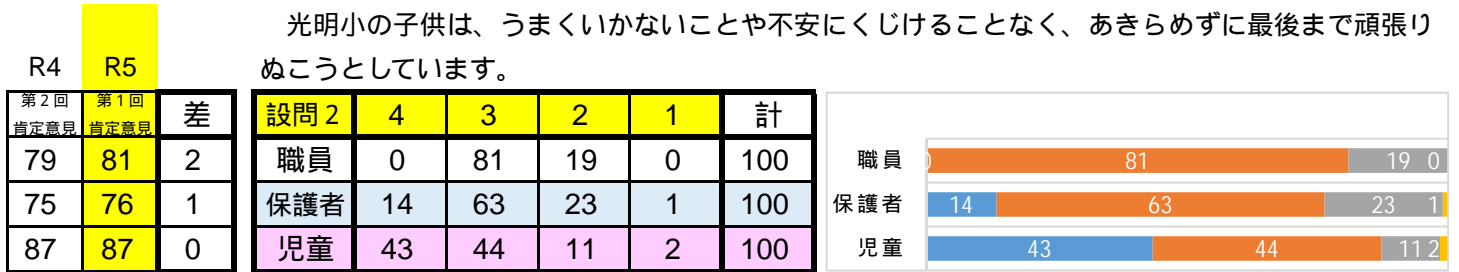 光明小の子供は、うまくいかないことや不安にくじけることなく、あきらめずに最後まで頑張り
ぬこうとしています。
R4 R5
第2回 第1回 差
肯定意見 肯定意見
79 81 2
75 76 1
87 87 0
設問2 4 3 2 1 計
職員 0 81 19 0 100
保護者 14 63 23 1 100
児童 43 44 11 2 100
職員 0 81 19 0
保護者 14 63 23 1
児童 43 44 11 2